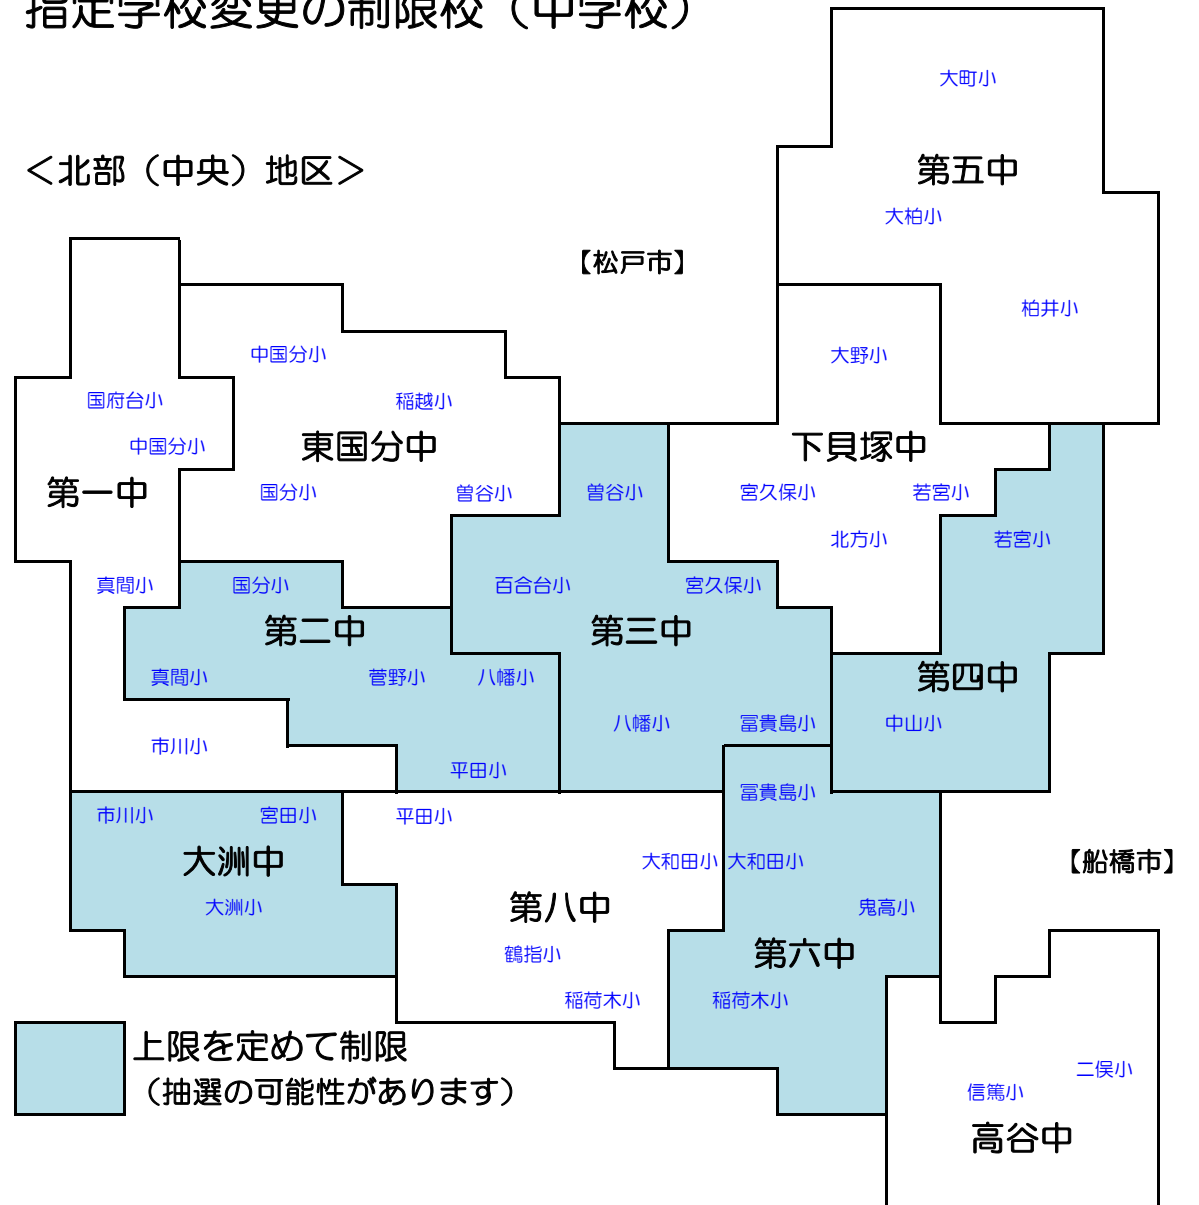 指定学校変更の制限校（中学校）
大町小
＜北部（中央）地区＞
第五中
大柏小
【松戸市】
柏井小
中国分小
大野小
国府台小
稲越小
中国分小
東国分中
下貝塚中
第一中
国分小
曽谷小
曽谷小
宮久保小
若宮小
北方小
若宮小
真間小
国分小
百合台小
宮久保小
第二中
第三中
真間小
菅野小
八幡小
第四中
八幡小
冨貴島小
中山小
市川小
平田小
冨貴島小
市川小
宮田小
平田小
大洲中
大和田小
大和田小
【船橋市】
大洲小
第八中
鬼高小
鶴指小
第六中
稲荷木小
稲荷木小
上限を定めて制限
（抽選の可能性があります）
二俣小
信篤小
高谷中